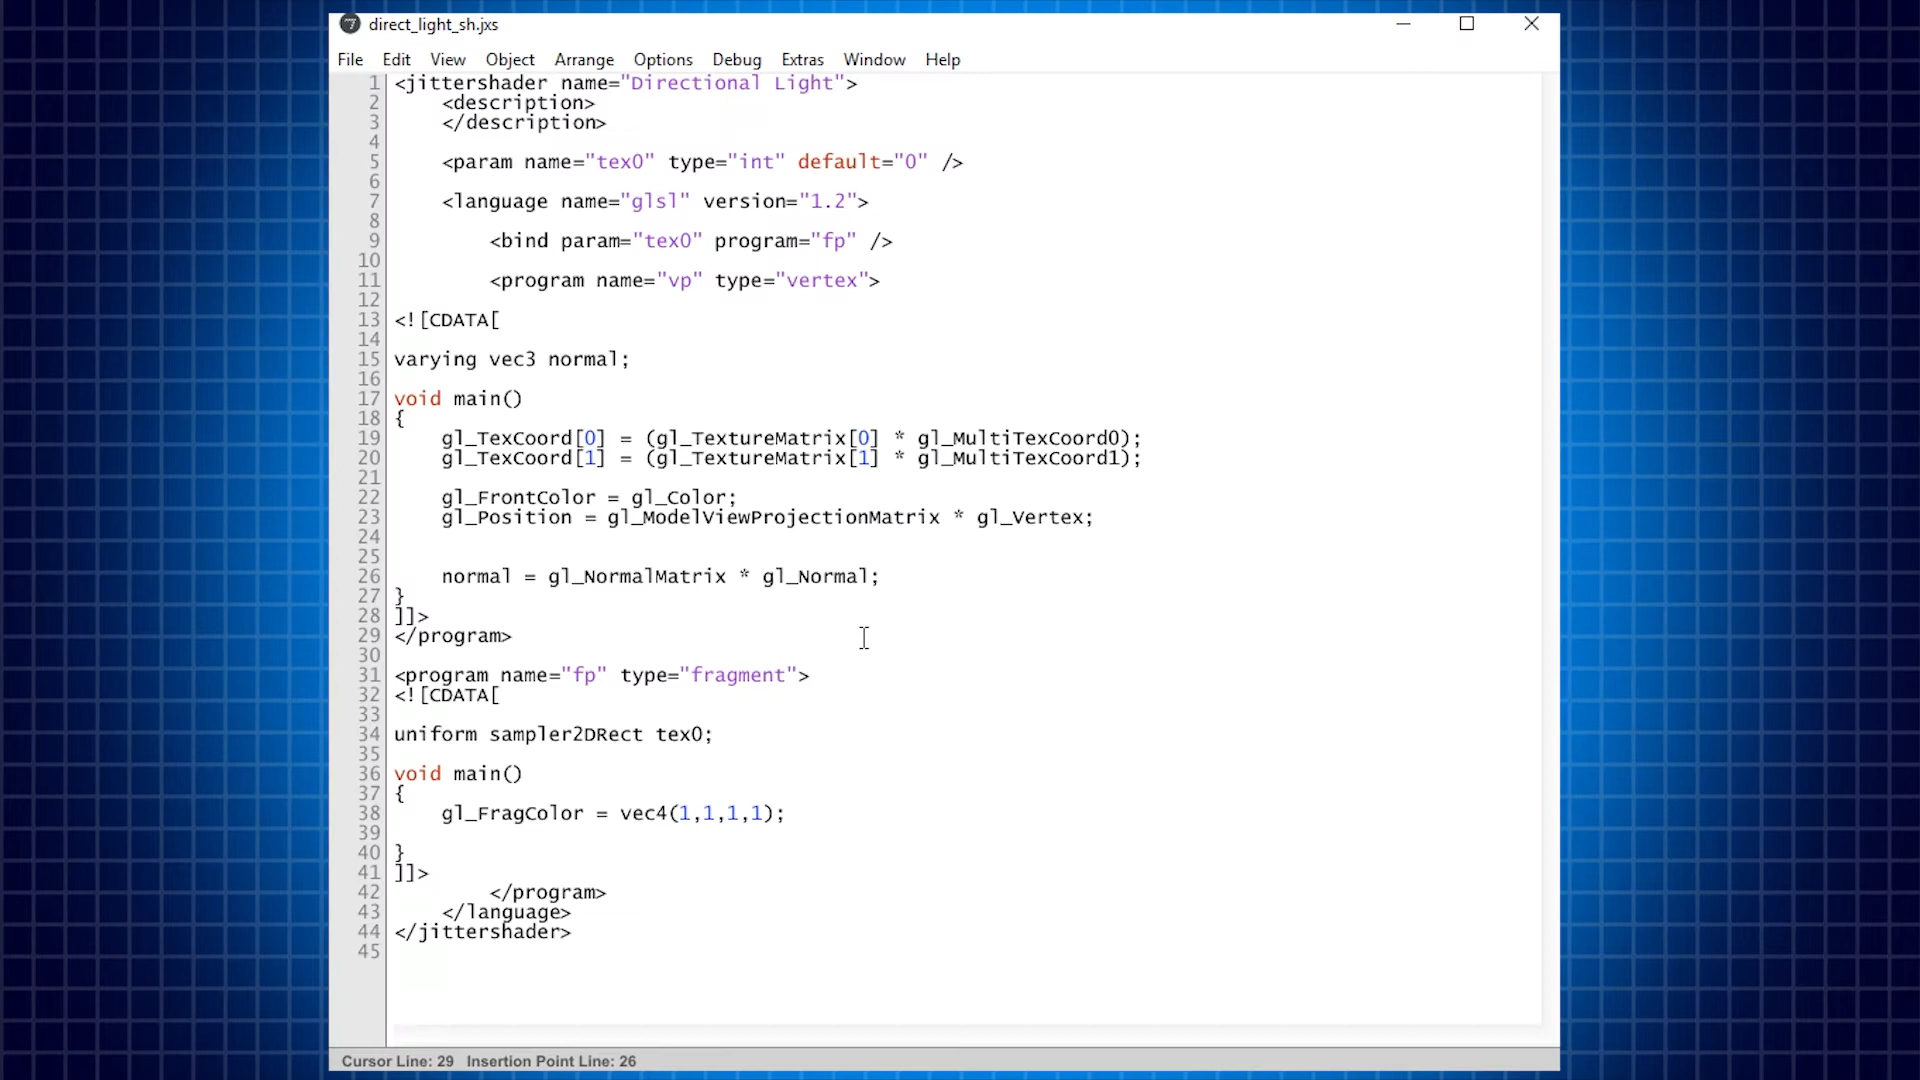 direct_light_sh.jxs
File Edit View Object Arrange Options Debug Extras Window Help
1 <jittershader name="Directional Light">
2 <description>
3 </description>
4
5 <param name="tex0" type="int" default="0" />
6
7 <language name="glsl" version="1.2">
8
9 <bind param="tex0" program="fp" />
10
11 <program name="vp" type="vertex">
12
13 <![CDATA[
14
15 varying vec3 normal;
16
17 void main()
18 {
19 gl_TexCoord[0] = (gl_TextureMatrix[0] * gl_MultiTexCoord0);
20 gl_TexCoord[1] = (gl_TextureMatrix[1] * gl_MultiTexCoord1);
21
22 gl_FrontColor = gl_Color;
23 gl_Position = gl_ModelViewProjectionMatrix * gl_Vertex;
24
25
26 normal = gl_NormalMatrix * gl_Normal;
27 }
28 ]]>
29 </program>
30
31 <program name="fp" type="fragment">
32 <![CDATA[
33
34 uniform sampler2DRect tex0;
35
36 void main()
37 {
38 gl_FragColor = vec4(1,1,1,1);
39
40 }
41 ]]>
42 </program>
43 </language>
44 </jittershader>
45
Cursor Line: 29 Insertion Point Line: 26